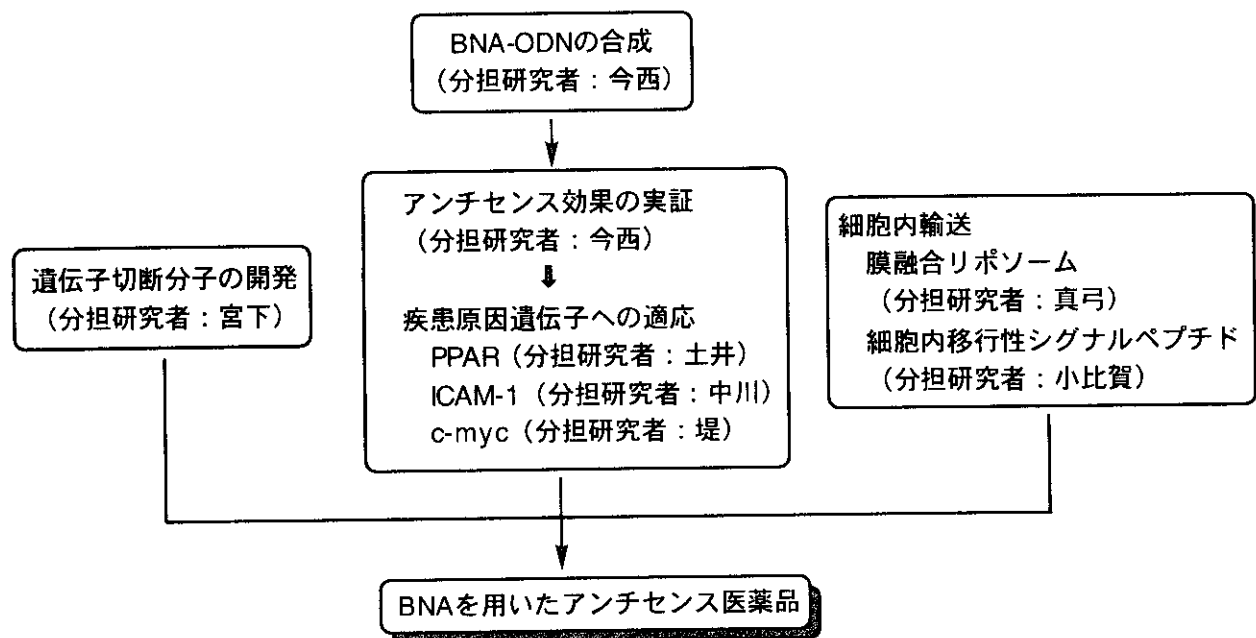 BNA-ODNの合成
(分担研究者：今西)
アンチセンス効果の実証
(分担研究者：今西)
⬇
疾患原因遺伝子への適応
PPAR(分担研究者：土井)
ICAM-1(分担研究者：中川)
c-myc(分担研究者：堤)
遺伝子切断分子の開発
(分担研究者：宮下)
細胞内輸送
膜融合リポソーム
(分担研究者：真弓)
細胞内移行性シグナルペプチド
(分担研究者：小比賀)
BNAを用いたアンチセンス医薬品